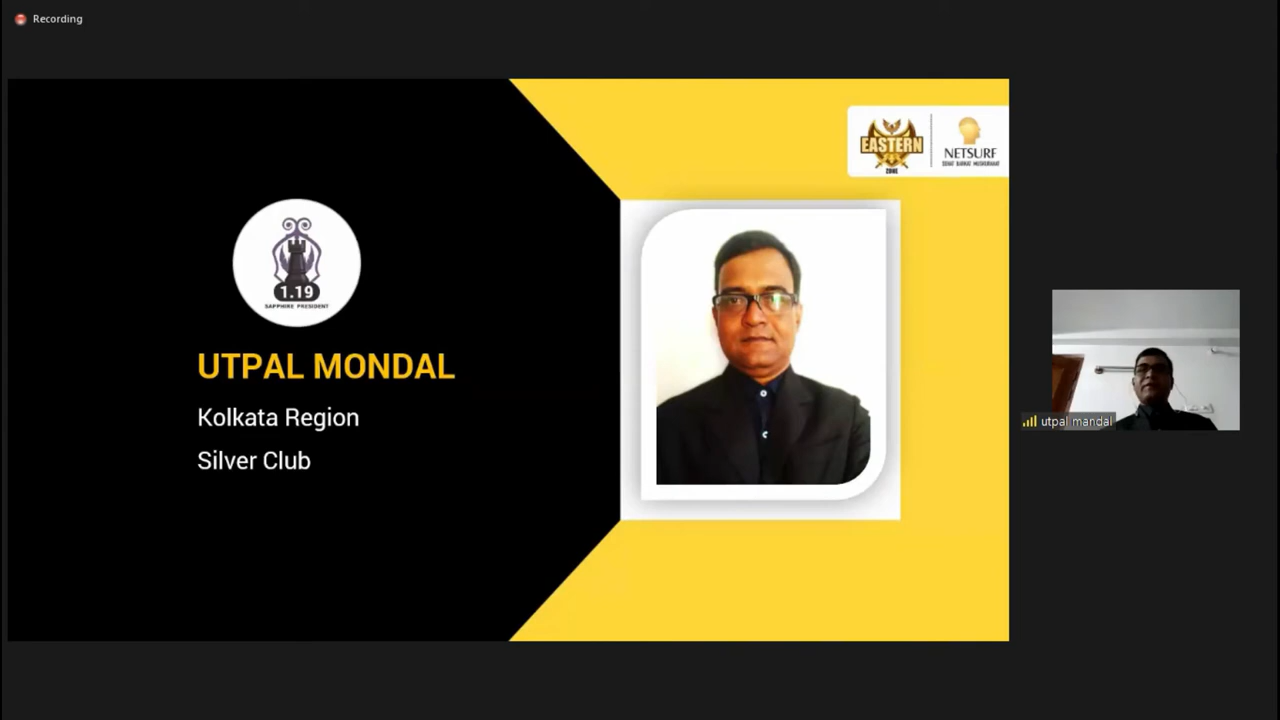 Recording
EASTERN
ZONE
NETSURF
1.19
SAPPHIRE PRESIDENT
UTPAL MONDAL
Kolkata Region
Silver Club
utpal mandal